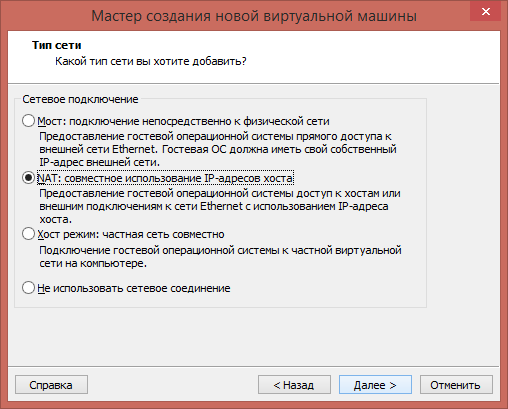 Мастер создания новой виртуальной машины
Тип сети
Какой тип сети вы хотите добавить?
Сетевое подключение
Мост: подключение непосредственно к физической сети
Предоставление гостевой операционной системы прямого доступа к
внешней сети Ethernet. Гостевая ОС должна иметь свой собственный
IP-адрес внешней сети.
NAT: совместное использование IP-адресов хоста
Предоставление гостевой операционной системы доступ к хостам или
внешним подключениям к сети Ethernet с использованием IP-адреса
хоста.
Хост режим: частная сеть совместно
Подключение гостевой операционной системы к частной виртуальной
сети на компьютере.
Не использовать сетевое соединение
Справка
< Назад
Далее >
Отменить